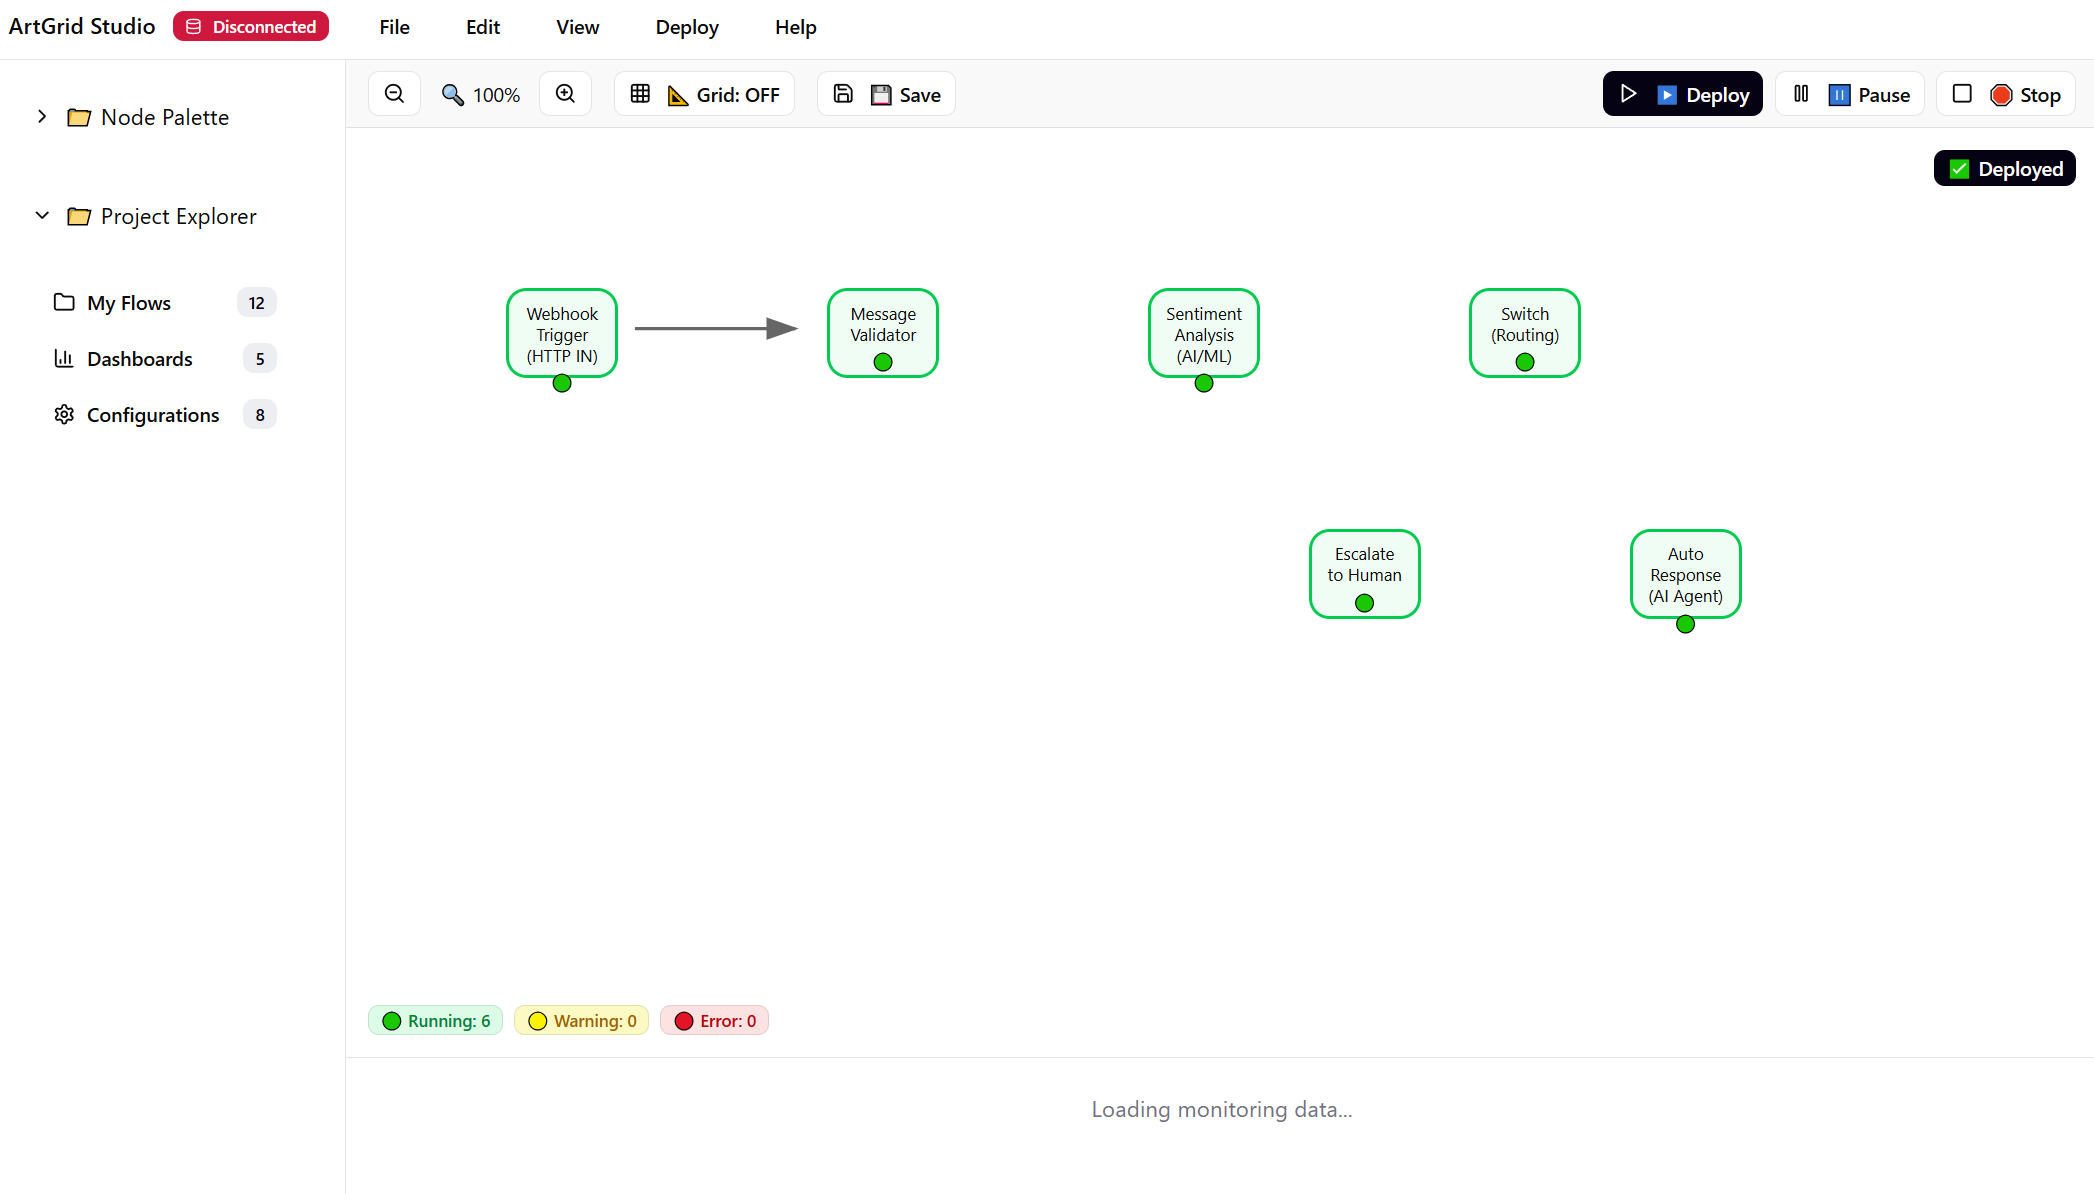 ArtGrid Studio
Disconnected
File
Edit
View
Deploy
Help
100%
Grid: OFF
Save
Deploy
Pause
Stop
Node Palette
Project Explorer
My Flows
12
Dashboards
5
Configurations
8
Deployed
Webhook
Trigger
(HTTP IN)
Message
Validator
Sentiment
Analysis
(AI/ML)
Switch
(Routing)
Escalate
to Human
Auto
Response
(AI Agent)
Running: 6
Warning: 0
Error: 0
Loading monitoring data...